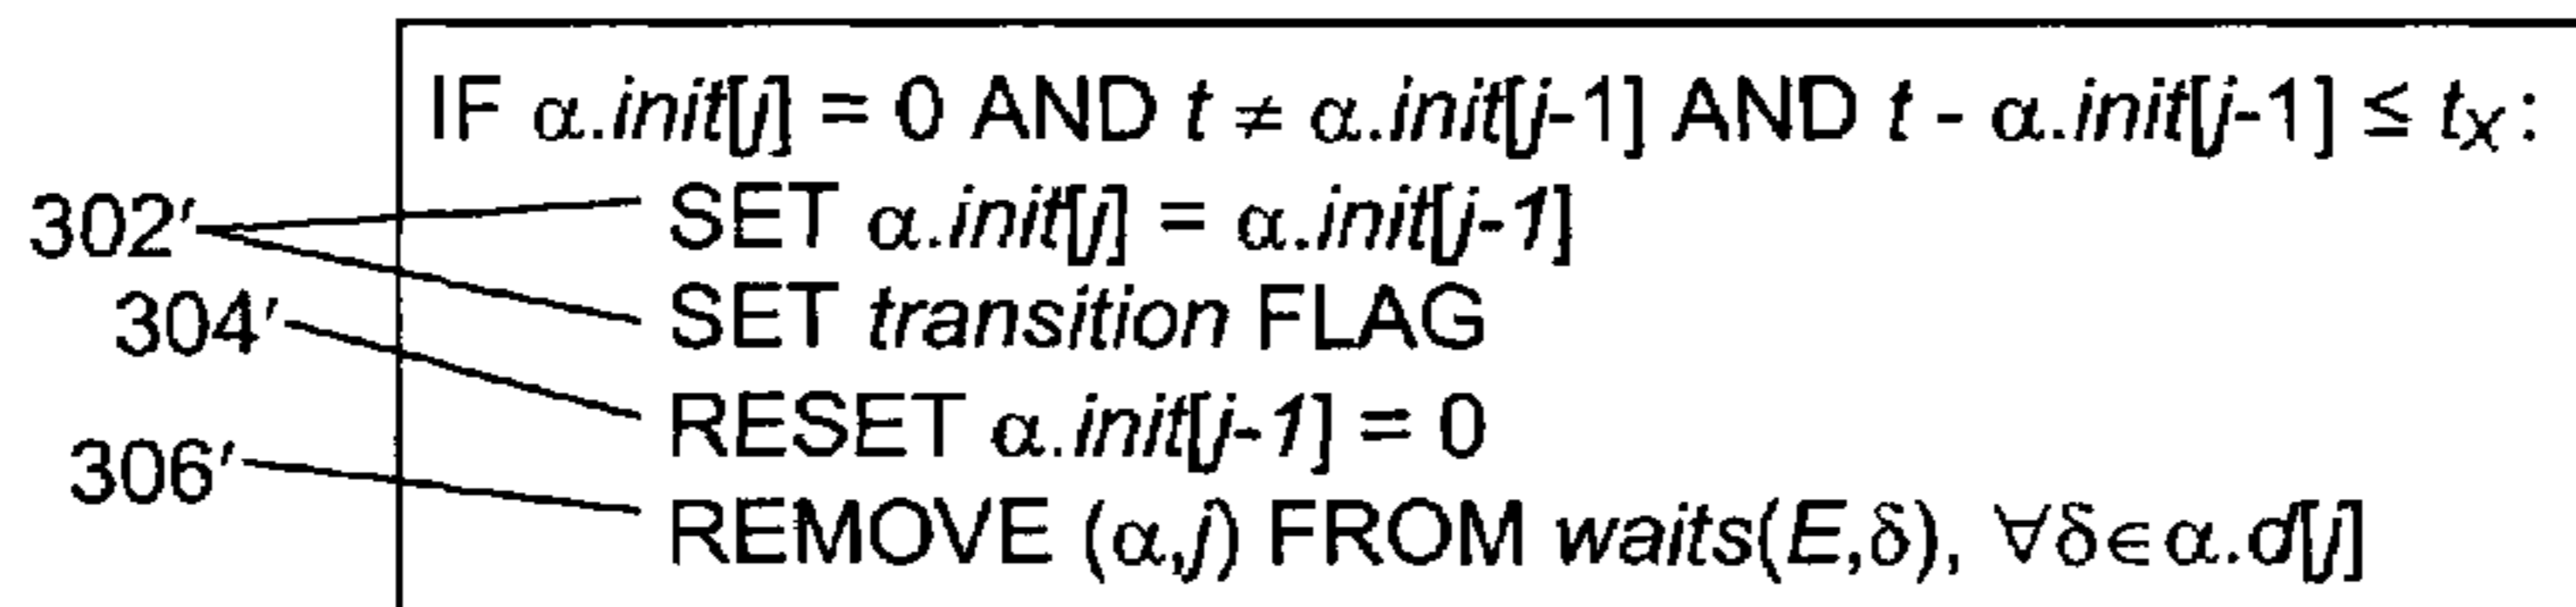 IF α.init[j] = 0 AND t ≠ α.init[j-1] AND t - α.init[j-1] ≤ tX:
302′ SET α.init[j] = α.init[j-1]
SET transition FLAG
304′ RESET α.init[j-1] = 0
306′ REMOVE (α,j) FROM waits(E,δ), ∀δ∈α.d[j]